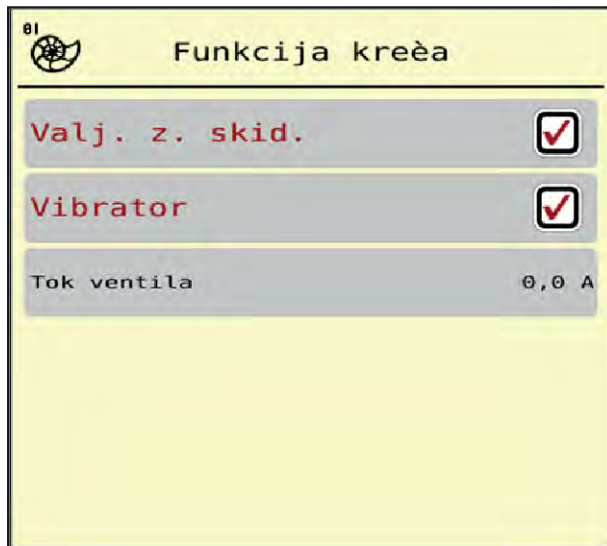 01
Funkcija kreèa
Valj. z. skid.
Vibrator
Tok ventila 0,0 A